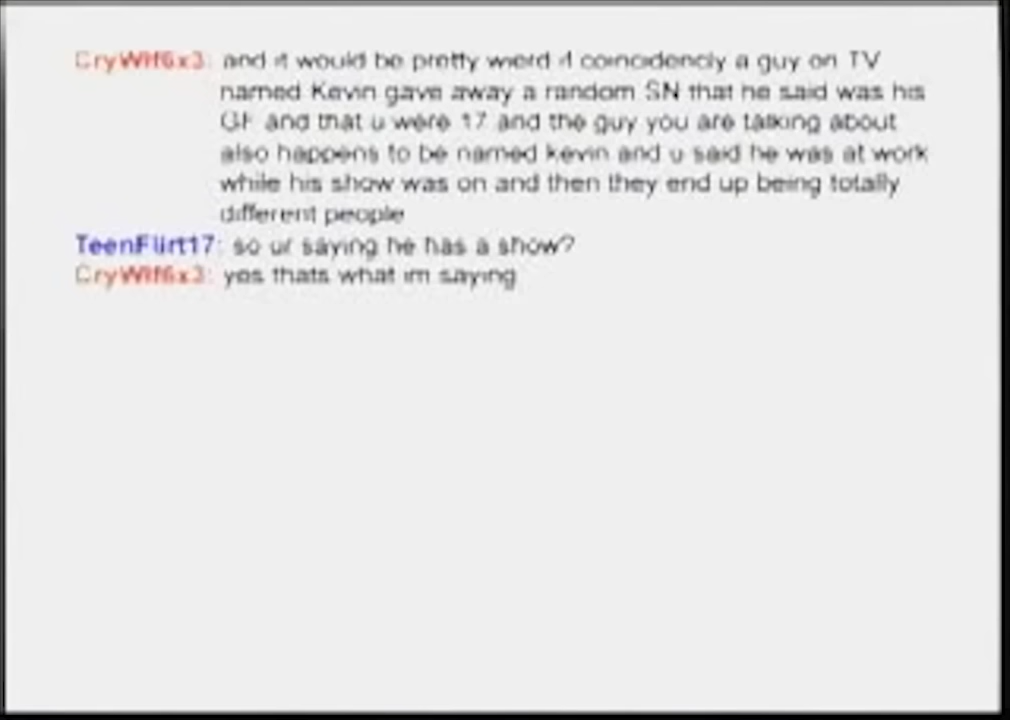 CryWlf6x3: and it would be pretty wierd if coincidencly a guy on TV
named Kevin gave away a random SN that he said was his
GF and that u were 17 and the guy you are talking about
also happens to be named kevin and u said he was at work
while his show was on and then they end up being totally
different people
TeenFlirt17: so ur saying he has a show?
CryWlf6x3: yes thats what im saying